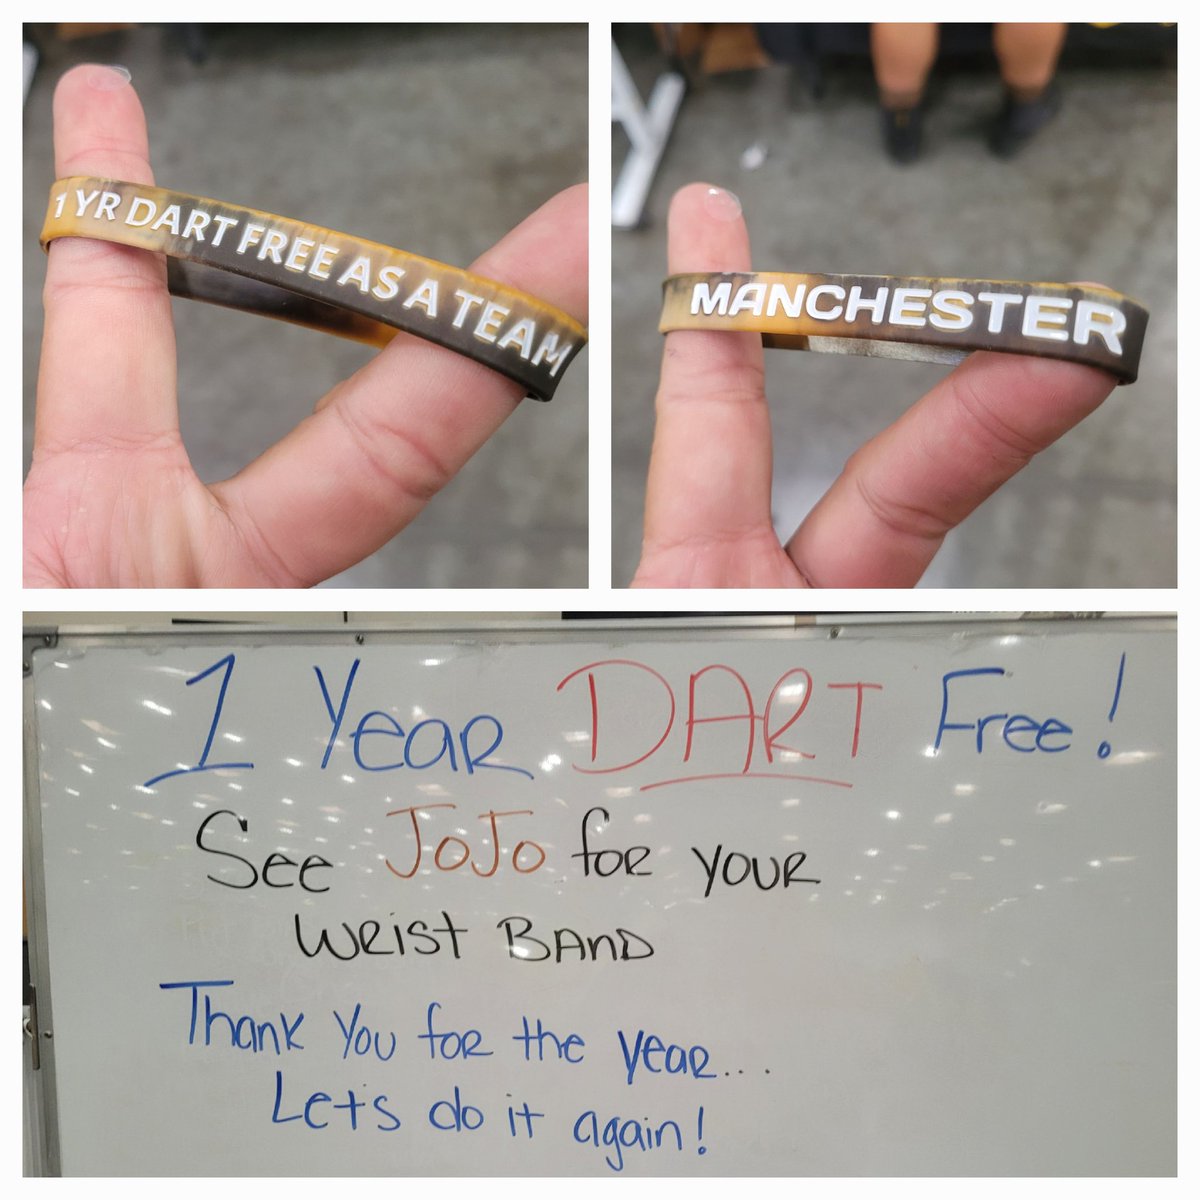 1 YR DART FREE AS A TEAM
MANCHESTER
1 Year DART Free!
See JoJo for your
Wrist Band
Thank you for the year...
Let's do it again!